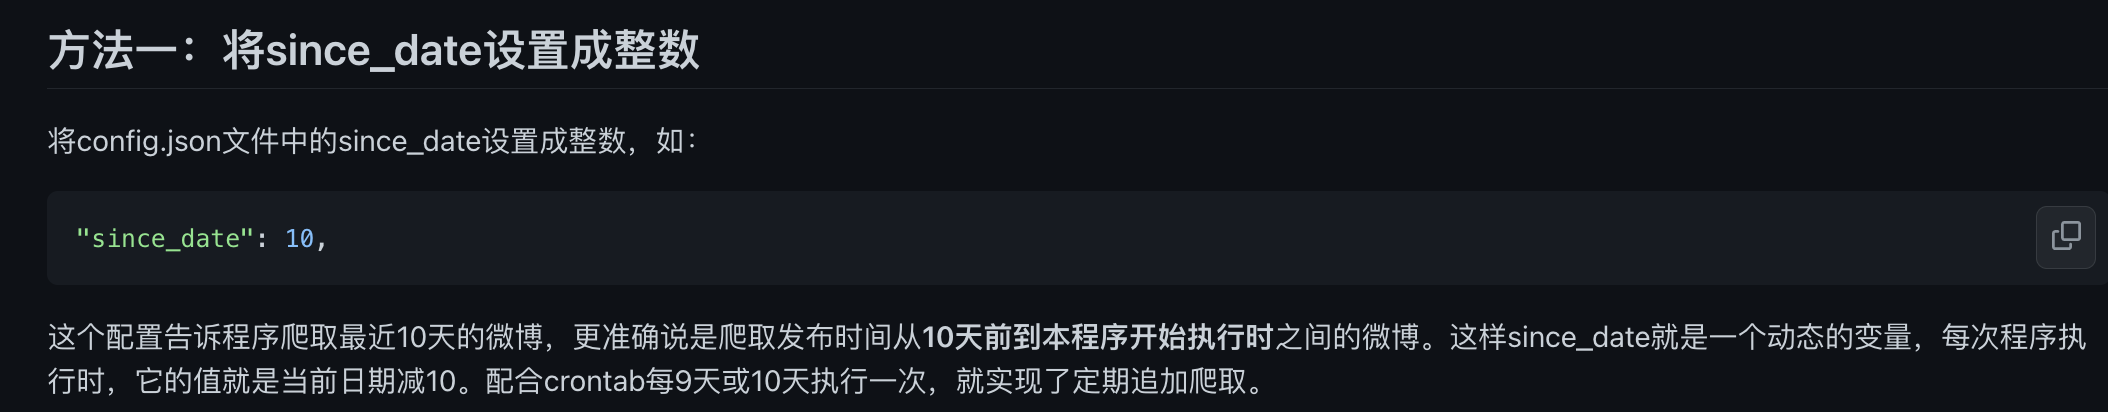 方法一：将since_date设置成整数
将config.json文件中的since_date设置成整数，如：
"since_date": 10,
这个配置告诉程序爬取最近10天的微博，更准确说是爬取发布时间从10天前到本程序开始执行时之间的微博。这样since_date就是一个动态的变量，每次程序执
行时，它的值就是当前日期减10。配合crontab每9天或10天执行一次，就实现了定期追加爬取。